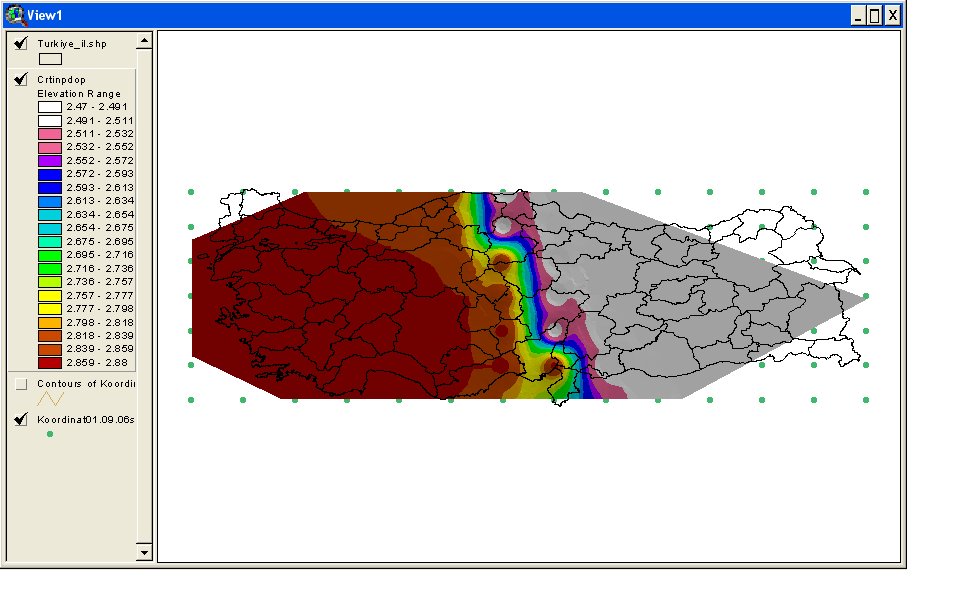 View1
Turkiye_il.shp
Crtinpdop
Elevation Range
2.47 - 2.491
2.491 - 2.511
2.511 - 2.532
2.532 - 2.552
2.552 - 2.572
2.572 - 2.593
2.593 - 2.613
2.613 - 2.634
2.634 - 2.654
2.654 - 2.675
2.675 - 2.695
2.695 - 2.716
2.716 - 2.736
2.736 - 2.757
2.757 - 2.777
2.777 - 2.798
2.798 - 2.818
2.818 - 2.839
2.839 - 2.859
2.859 - 2.88
Contours of Koordin
Koordinat01.09.06s